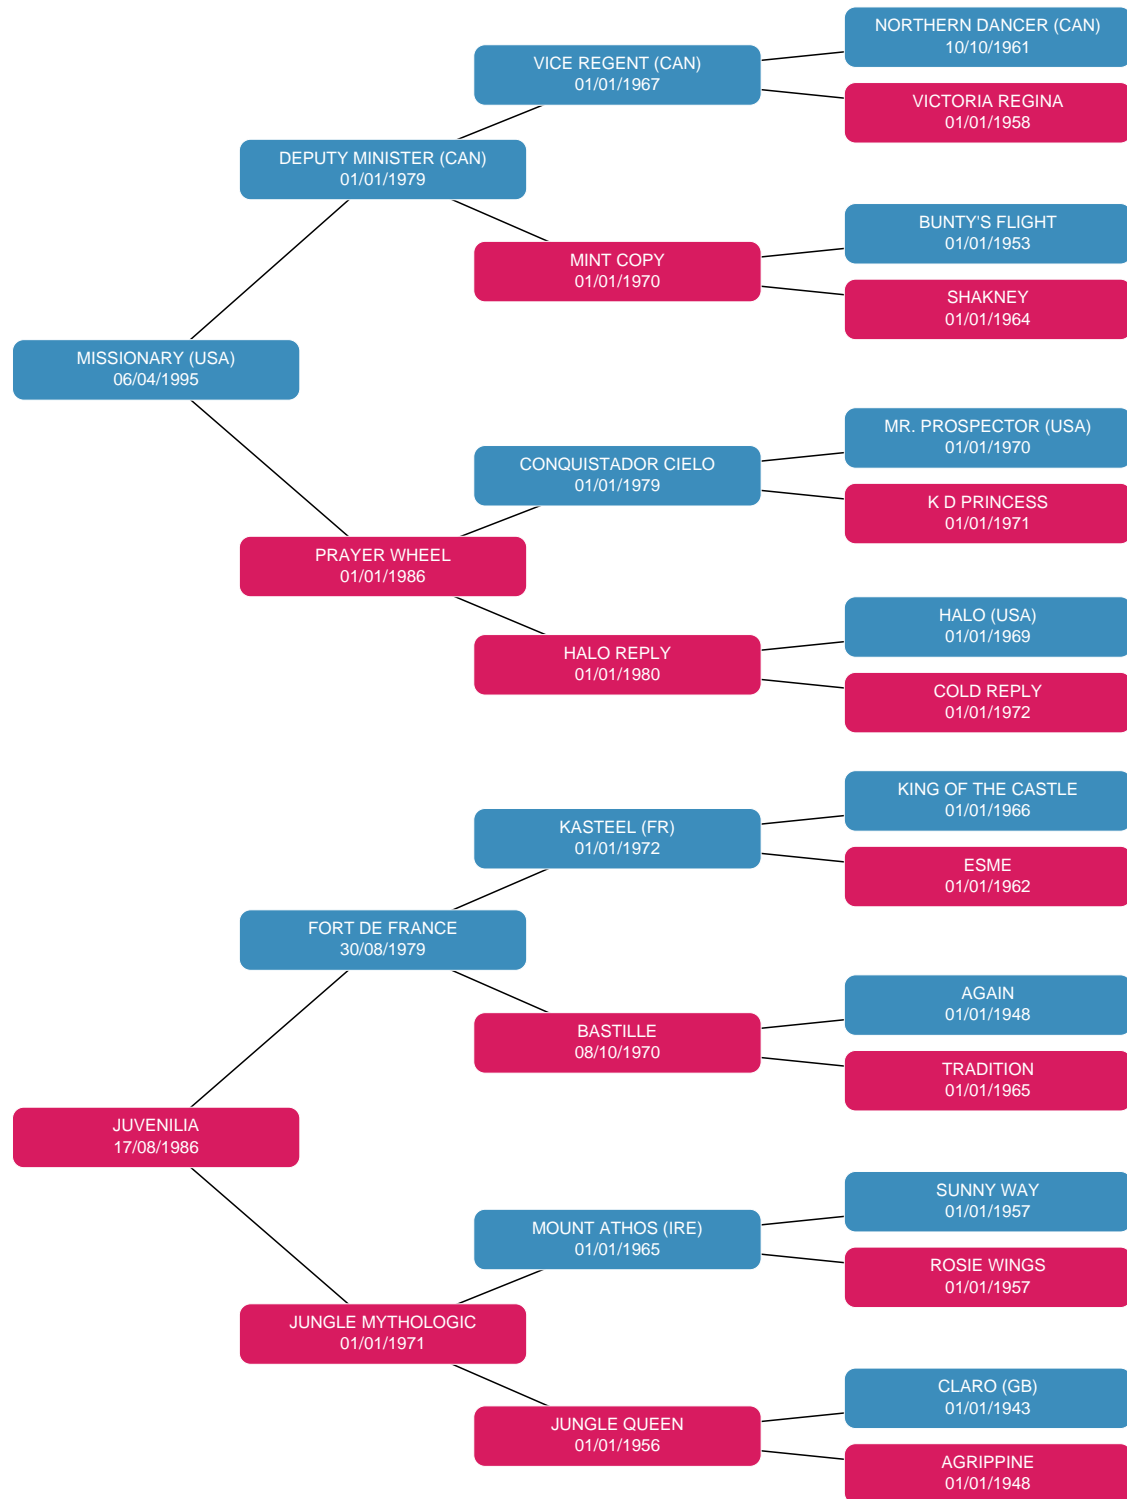 NORTHERN DANCER (CAN)
10/10/1961
VICE REGENT (CAN)
01/01/1967
VICTORIA REGINA
01/01/1958
DEPUTY MINISTER (CAN)
01/01/1979
BUNTY'S FLIGHT
01/01/1953
MINT COPY
01/01/1970
SHAKNEY
01/01/1964
MISSIONARY (USA)
06/04/1995
MR. PROSPECTOR (USA)
01/01/1970
CONQUISTADOR CIELO
01/01/1979
K D PRINCESS
01/01/1971
PRAYER WHEEL
01/01/1986
HALO (USA)
01/01/1969
HALO REPLY
01/01/1980
COLD REPLY
01/01/1972
KING OF THE CASTLE
01/01/1966
KASTEEL (FR)
01/01/1972
ESME
01/01/1962
FORT DE FRANCE
30/08/1979
AGAIN
01/01/1948
BASTILLE
08/10/1970
TRADITION
01/01/1965
JUVENILIA
17/08/1986
SUNNY WAY
01/01/1957
MOUNT ATHOS (IRE)
01/01/1965
ROSIE WINGS
01/01/1957
JUNGLE MYTHOLOGIC
01/01/1971
CLARO (GB)
01/01/1943
JUNGLE QUEEN
01/01/1956
AGRIPPINE
01/01/1948